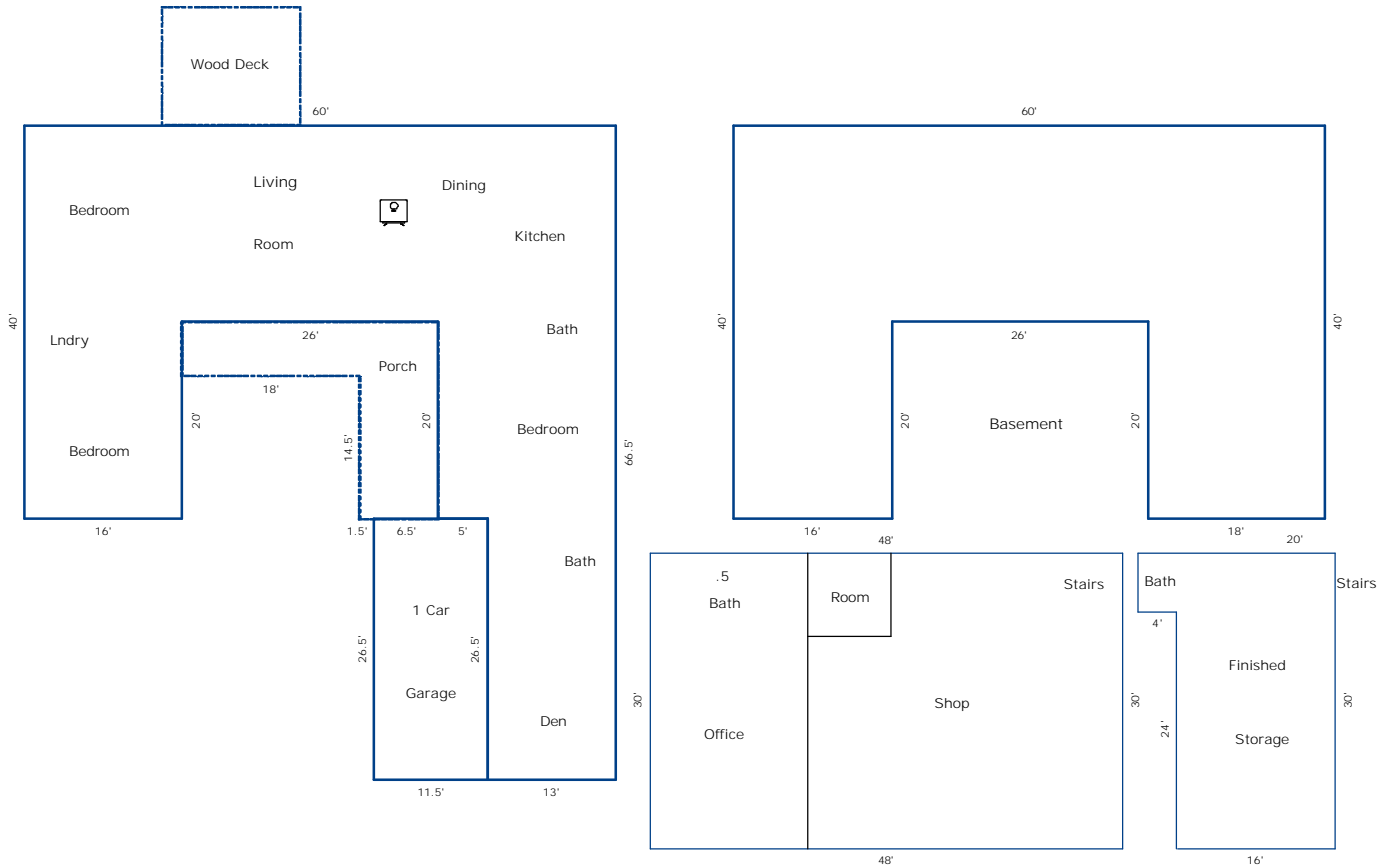 Wood Deck
60'
Living
Dining
Bedroom
Kitchen
Room
40'
Lndry
Bath
26'
Porch
18'
20'
20'
14.5'
Bedroom
Bedroom
66.5'
16'
1.5'
6.5'
5'
Bath
1 Car
26.5'
26.5'
Garage
Den
11.5'
13'
60'
40'
40'
26'
20'
20'
Basement
16'
18'
48'
20'
.5
Bath
Room
Stairs
Bath
Stairs
4'
Finished
30'
Shop
30'
30'
24'
Office
Storage
48'
16'